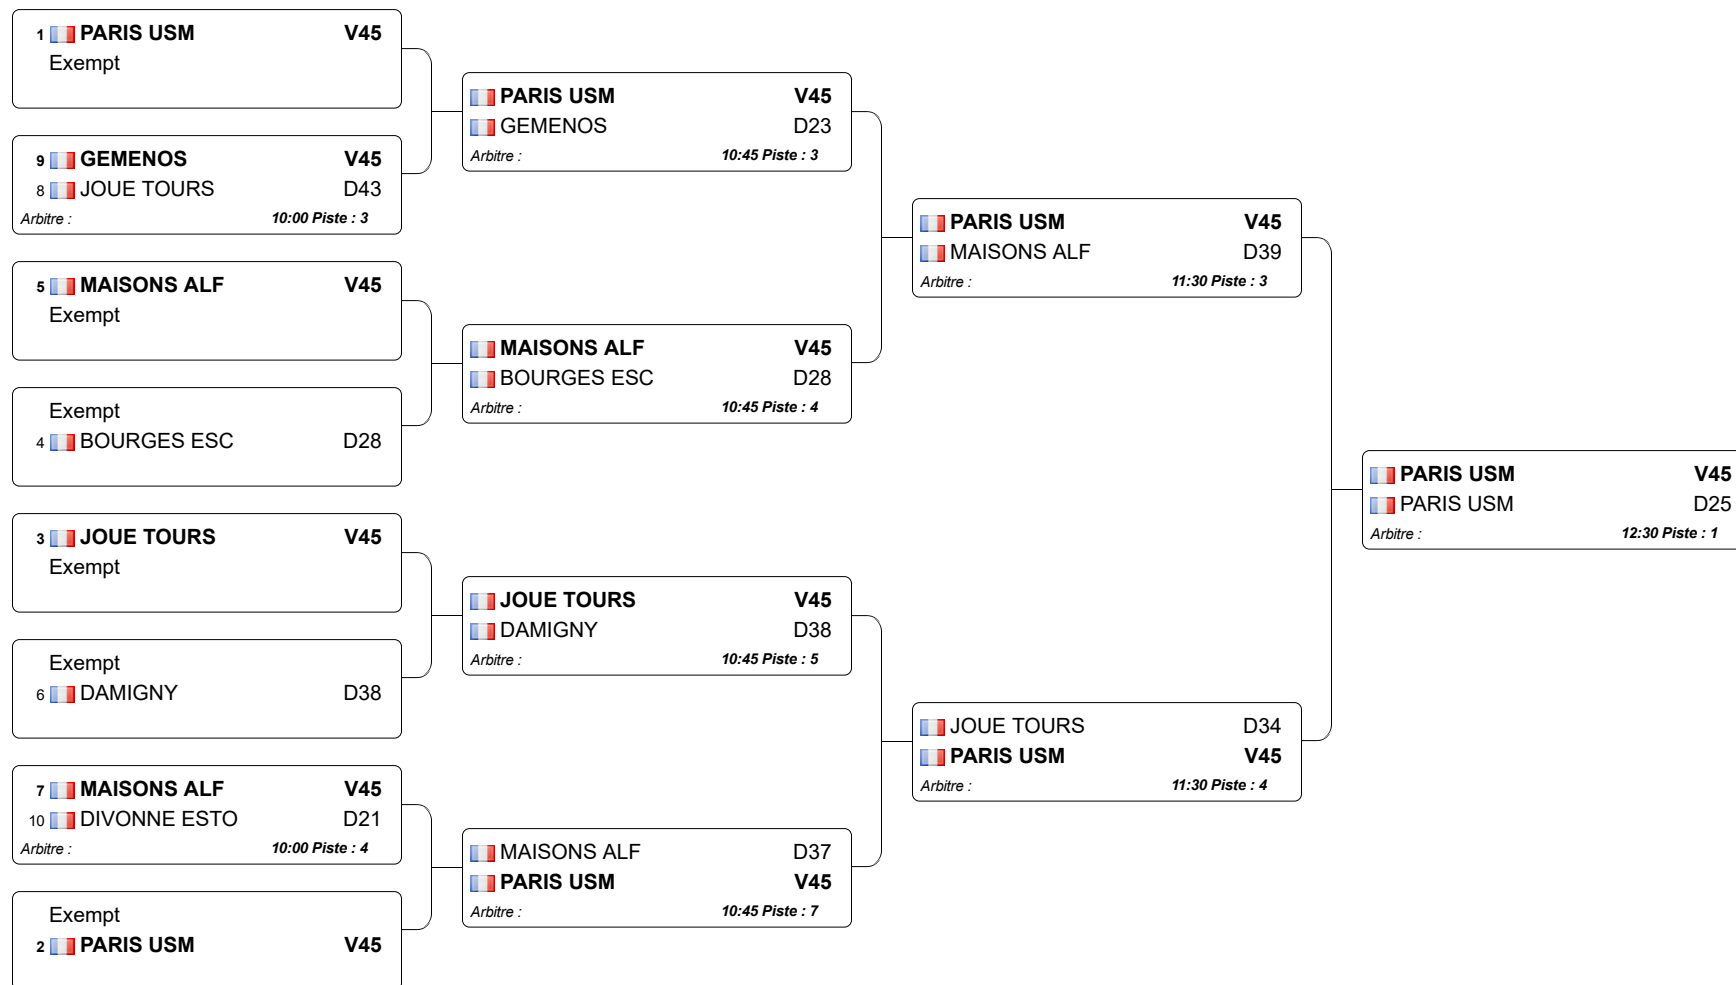 1 PARIS USM V45
Exempt
9 GEMENOS V45
8 JOUE TOURS D43
Arbitre : 10:00 Piste : 3
5 MAISONS ALF V45
Exempt
Exempt
4 BOURGES ESC D28
3 JOUE TOURS V45
Exempt
Exempt
6 DAMIGNY D38
7 MAISONS ALF V45
10 DIVONNE ESTO D21
Arbitre : 10:00 Piste : 4
Exempt
2 PARIS USM V45
PARIS USM V45
GEMENOS D23
Arbitre : 10:45 Piste : 3
MAISONS ALF V45
BOURGES ESC D28
Arbitre : 10:45 Piste : 4
JOUE TOURS V45
DAMIGNY D38
Arbitre : 10:45 Piste : 5
MAISONS ALF D37
PARIS USM V45
Arbitre : 10:45 Piste : 7
PARIS USM V45
MAISONS ALF D39
Arbitre : 11:30 Piste : 3
JOUE TOURS D34
PARIS USM V45
Arbitre : 11:30 Piste : 4
PARIS USM V45
PARIS USM D25
Arbitre : 12:30 Piste : 1